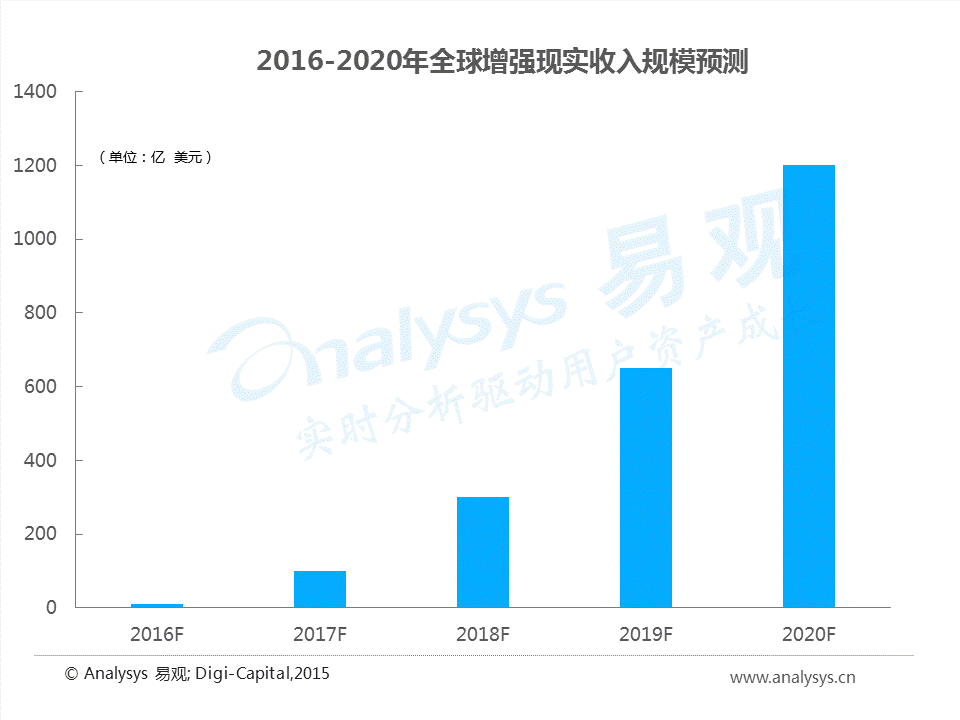 2016-2020年全球增强现实收入规模预测
1400
（单位：亿 美元）
1200
1000
800
600
400
200
0
Analysys 易观
实时分析驱动用户资产成长
2016F 2017F 2018F 2019F 2020F
© Analysys 易观; Digi-Capital,2015
www.analysys.cn